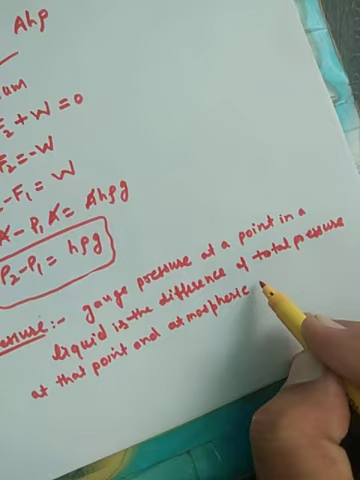 Ahρ
um
F₂ + W = 0
F₂ = -W
- F₁ = W
A - P₁ A = Ahρg
P₂ - P₁ = hρg
essure :- gauge pressure at a point in a
liquid is the difference of total pressure
at that point and atmospheric